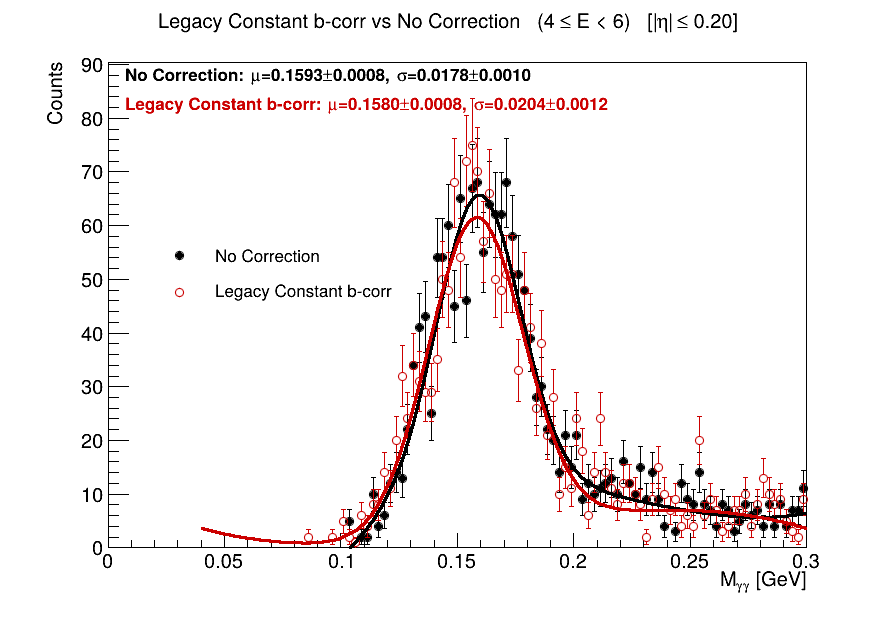 Legacy Constant b-corr vs No Correction (4 ≤ E < 6) [|η| ≤ 0.20]
Counts
No Correction: μ=0.1593±0.0008, σ=0.0178±0.0010
Legacy Constant b-corr: μ=0.1580±0.0008, σ=0.0204±0.0012
No Correction
Legacy Constant b-corr
90
80
70
60
50
40
30
20
10
0
0 0.05 0.1 0.15 0.2 0.25 0.3
Mγγ [GeV]